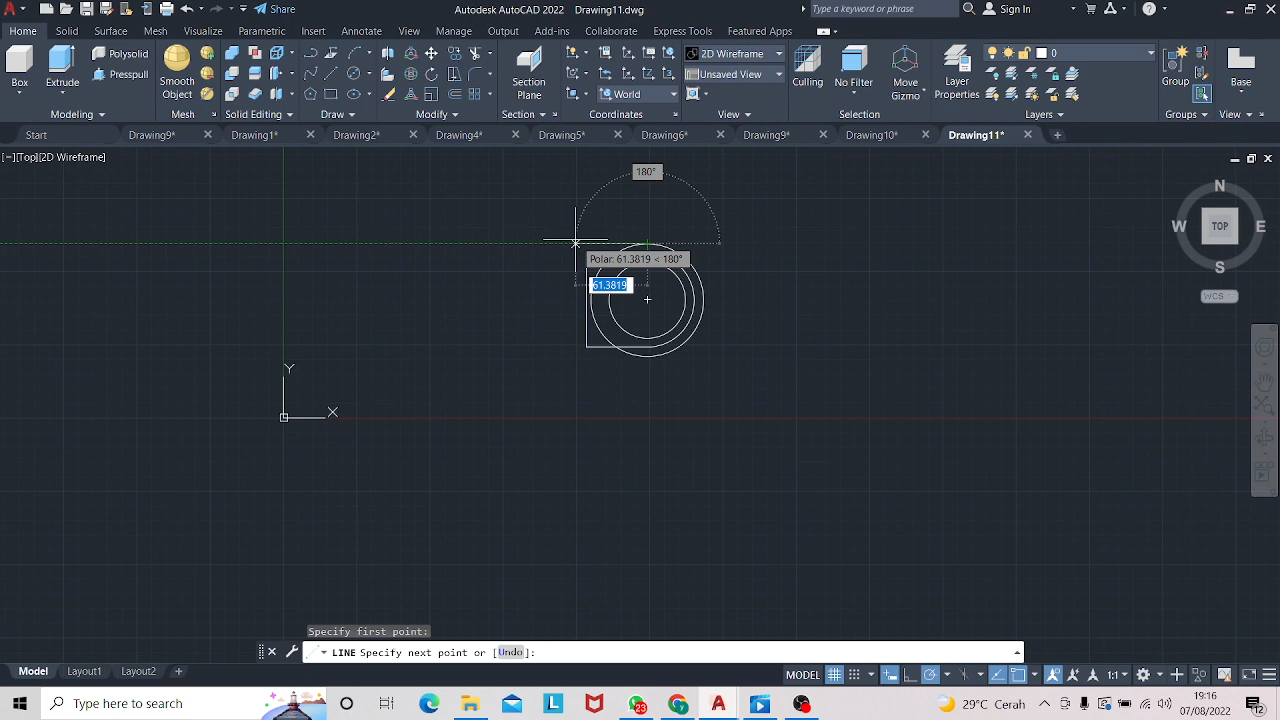 A Share Autodesk AutoCAD 2022 Drawing11.dwg Type a keyword or phrase Sign In
Home Solid Surface Mesh Visualize Parametric Insert Annotate View Manage Output Add-ins Collaborate Express Tools Featured Apps
Polysolid
Presspull
Box Extrude Smooth Object Section Plane Culling No Filter Move Gizmo Layer Properties Group Base
2D Wireframe
Unsaved View
World
0
Modeling Mesh Solid Editing Draw Modify Section Coordinates View Selection Layers Groups View
Start Drawing9* Drawing1* Drawing2* Drawing4* Drawing5* Drawing6* Drawing9* Drawing10* Drawing11*
[−][Top][2D Wireframe]
180°
N
W TOP E
S
Polar: 61.3819 < 180°
61.3819
WCS
Y
X
Specify first point:
LINE Specify next point or [Undo]:
Model Layout1 Layout2 + MODEL 1:1
Type here to search L 23 A 29°C Cerah 5:16
07/08/2022 12